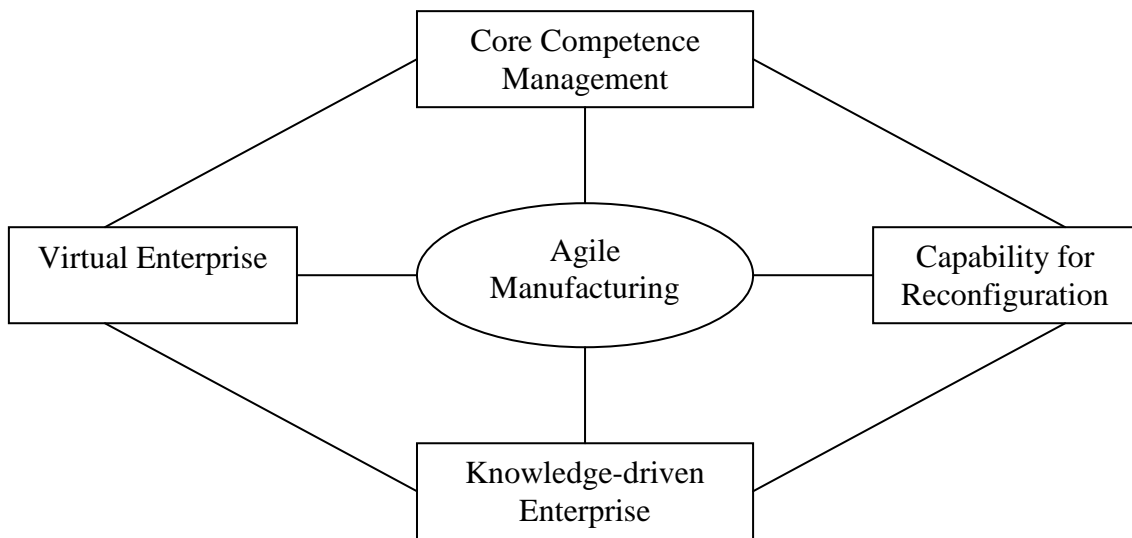 Core Competence
Management
Virtual Enterprise
Agile
Manufacturing
Capability for
Reconfiguration
Knowledge-driven
Enterprise